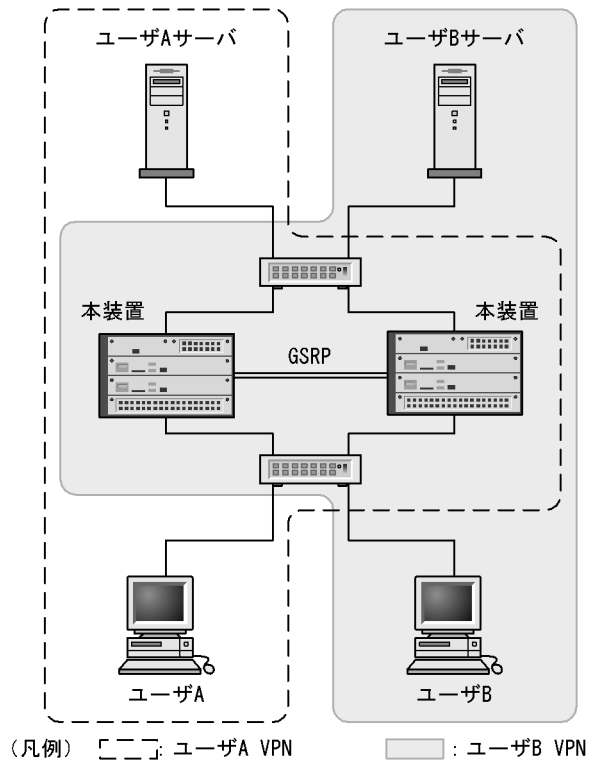 ユーザAサーバ
ユーザBサーバ
本装置
本装置
GSRP
ユーザA
ユーザB
(凡例) : ユーザA VPN : ユーザB VPN